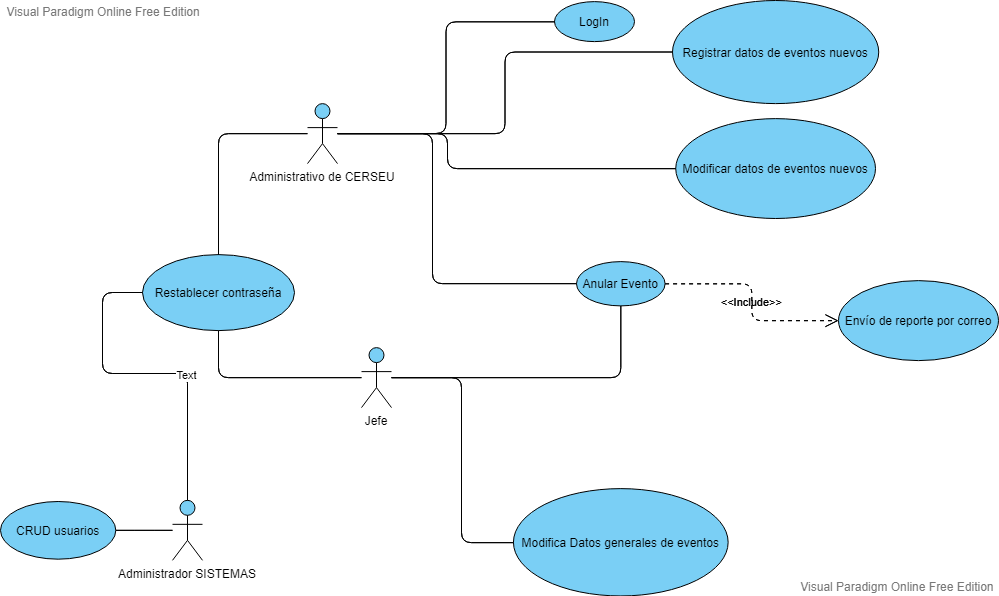 Visual Paradigm Online Free Edition
LogIn
Registrar datos de eventos nuevos
Administrativo de CERSEU
Modificar datos de eventos nuevos
Restablecer contraseña
Anular Evento
<<Include>>
Envío de reporte por correo
Text
Jefe
CRUD usuarios
Modifica Datos generales de eventos
Administrador SISTEMAS
Visual Paradigm Online Free Edition